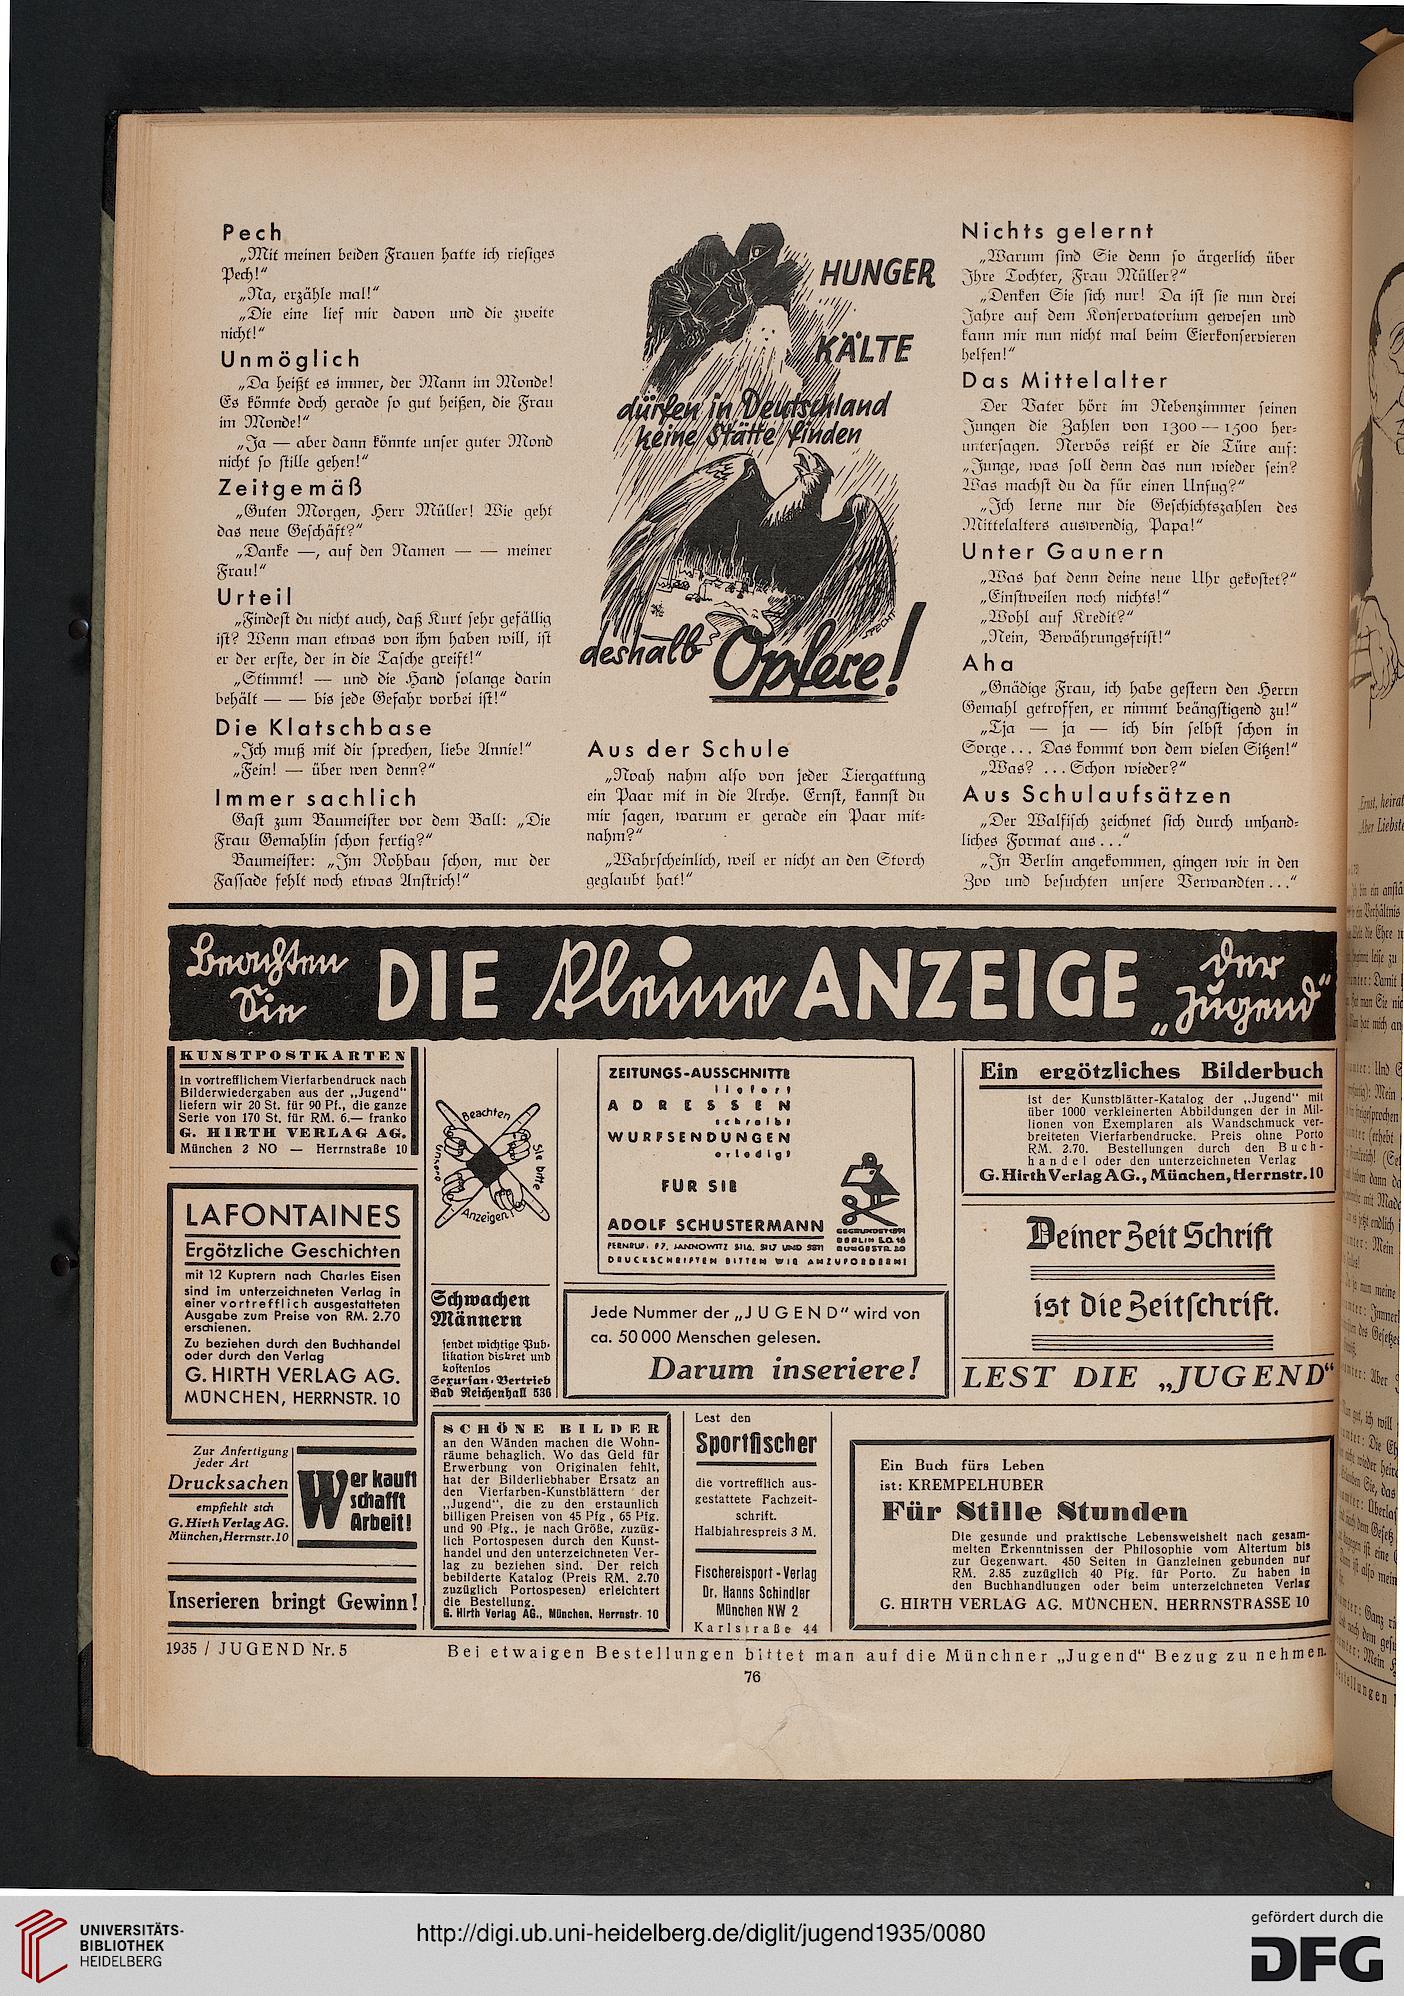 Pech
„Mit meinen beiden Frauen hatte ich riesiges
Pech!“
„Na, erzähle mal!“
„Die eine lief mir davon und die zweite
nicht!“
Unmöglich
„Da heißt es immer, der Mann im Monde!
Es könnte doch gerade so gut heißen, die Frau
im Monde!“
„Ja — aber dann könnte unser guter Mond
nicht so stille gehen!“
Zeitgemäß
„Guten Morgen, Herr Müller! Wie geht
das neue Geschäft?“
„Danke —, auf den Namen — — meiner
Frau!“
Urteil
„Findest du nicht auch, daß Kurt sehr gefällig
ist? Wenn man etwas von ihm haben will, ist
er der erste, der in die Tasche greift!“
„Stimmt! — und die Hand solange darin
behält — — bis jede Gefahr vorbei ist!“
Die Klatschbase
„Ich muß mit dir sprechen, liebe Annie!“
„Fein! — über wen denn?“
Immer sachlich
Gast zum Baumeister vor dem Ball: „Die
Frau Gemahlin schon fertig?“
Baumeister: „Im Rohbau schon, nur der
Fassade fehlt noch etwas Anstrich!“
HUNGER
KÄLTE
dürfen in Deutschland
keine Stätte finden
SPECHT
deshalb Opfere!
Aus der Schule
„Noah nahm also von jeder Tiergattung
ein Paar mit in die Arche. Ernst, kannst du
mir sagen, warum er gerade ein Paar mit-
nahm?“
„Wahrscheinlich, weil er nicht an den Storch
geglaubt hat!“
Nichts gelernt
„Warum sind Sie denn so ärgerlich über
Ihre Tochter, Frau Müller?“
„Denken Sie sich nur! Da ist sie nun drei
Jahre auf dem Konservatorium gewesen und
kann mir nun nicht mal beim Eierkonservieren
helfen!“
Das Mittelalter
Der Vater hört im Nebenzimmer seinen
Jungen die Zahlen von 1300 — 1500 her-
untersagen. Nervös reißt er die Türe auf:
„Junge, was soll denn das nun wieder sein?
Was machst du da für einen Unfug?“
„Ich lerne nur die Geschichtszahlen des
Mittelalters auswendig, Papa!“
Unter Gaunern
„Was hat denn deine neue Uhr gekostet?“
„Einstweilen noch nichts!“
„Wohl auf Kredit?“
„Nein, Bewährungsfrist!“
Aha
„Gnädige Frau, ich habe gestern den Herrn
Gemahl getroffen, er nimmt beängstigend zu!“
„Tja — ja — ich bin selbst schon in
Sorge... Das kommt von dem vielen Sitzen!“
„Was? ...Schon wieder?“
Aus Schulaufsätzen
„Der Walfisch zeichnet sich durch unhand-
liches Format aus...“
„In Berlin angekommen, gingen wir in den
Zoo und besuchten unsere Verwandten...“
Beachten Sie DIE kleine ANZEIGE der „Jugend“
KUNSTPOSTKARTEN
in vortrefflichem Vierfarbendruck nach
Bilderwiedergaben aus der „Jugend“
liefern wir 20 St. für 90 Pf., die ganze
Serie von 170 St. für RM. 6.— franko
G. HIRTH VERLAG AG.
München 2 NO — Herrnstraße 10
LAFONTAINES
Ergötzliche Geschichten
mit 12 Kupfern nach Charles Eisen
sind im unterzeichneten Verlag in
einer vortrefflich ausgestatteten
Ausgabe zum Preise von RM. 2.70
erschienen.
Zu beziehen durch den Buchhandel
oder durch den Verlag
G. HIRTH VERLAG AG.
MÜNCHEN, HERRNSTR. 10
Zur Anfertigung
jeder Art
Drucksachen
empfiehlt sich
G. Hirth Verlag AG.
München, Herrnstr. 10
Wer kauft
schafft
Arbeit!
Inserieren bringt Gewinn!
Beachten
Sie bitte
unsere
Anzeigen!
Schwachen
Männern
sendet wichtige Pub-
likation diskret und
kostenlos
Sexursan-Vertrieb
Bad Reichenhall 536
ZEITUNGS-AUSSCHNITTE
liefert
ADRESSEN
schreibt
WURFSENDUNGEN
erledigt
FÜR SIE
ADOLF SCHUSTERMANN
GEGRÜNDET 1891
BERLIN S.O. 16
RUNGESTR. 20
FERNRUF: F7, JANNOWITZ 5116, 5117 UND 5811
DRUCKSCHRIFTEN BITTEN WIR ANZUFORDERN!
Jede Nummer der „JUGEND“ wird von
ca. 50 000 Menschen gelesen.
Darum inseriere!
Ein ergötzliches Bilderbuch
ist der Kunstblätter-Katalog der „Jugend“ mit
über 1000 verkleinerten Abbildungen der in Mil-
lionen von Exemplaren als Wandschmuck ver-
breiteten Vierfarbendrucke. Preis ohne Porto
RM. 2.70. Bestellungen durch den Buch-
handel oder den unterzeichneten Verlag
G. Hirth Verlag AG., München, Herrnstr. 10
Deiner Zeit Schrift
ist die Zeitschrift.
LEST DIE „JUGEND“
SCHÖNE BILDER
an den Wänden machen die Wohn-
räume behaglich. Wo das Geld für
Erwerbung von Originalen fehlt,
hat der Bilderliebhaber Ersatz an
den Vierfarben-Kunstblättern der
„Jugend“, die zu den erstaunlich
billigen Preisen von 45 Pfg, 65 Pfg.
und 90 Pfg., je nach Größe, zuzüg-
lich Portospesen durch den Kunst-
handel und den unterzeichneten Ver-
lag zu beziehen sind. Der reich
bebilderte Katalog (Preis RM. 2.70
zuzüglich Portospesen) erleichtert
die Bestellung.
G. Hirth Verlag AG., München, Herrnstr. 10
Lest den
Sportfischer
die vortrefflich aus-
gestattete Fachzeit-
schrift.
Halbjahrespreis 3 M.
Fischereisport-Verlag
Dr. Hanns Schindler
München NW 2
Karlstraße 44
Ein Buch fürs Leben
ist: KREMPELHUBER
Für Stille Stunden
Die gesunde und praktische Lebensweisheit nach gesam-
melten Erkenntnissen der Philosophie vom Altertum bis
zur Gegenwart. 450 Seiten in Ganzleinen gebunden nur
RM. 2.85 zuzüglich 40 Pfg. für Porto. Zu haben in
den Buchhandlungen oder beim unterzeichneten Verlag
G. HIRTH VERLAG AG. MÜNCHEN. HERRNSTRASSE 10
1935 / JUGEND Nr. 5
Bei etwaigen Bestellungen bittet man auf die Münchner „Jugend“ Bezug zu nehmen.
76
UNIVERSITÄTS-
BIBLIOTHEK
HEIDELBERG
http://digi.ub.uni-heidelberg.de/diglit/jugend1935/0080
gefördert durch die
DFG